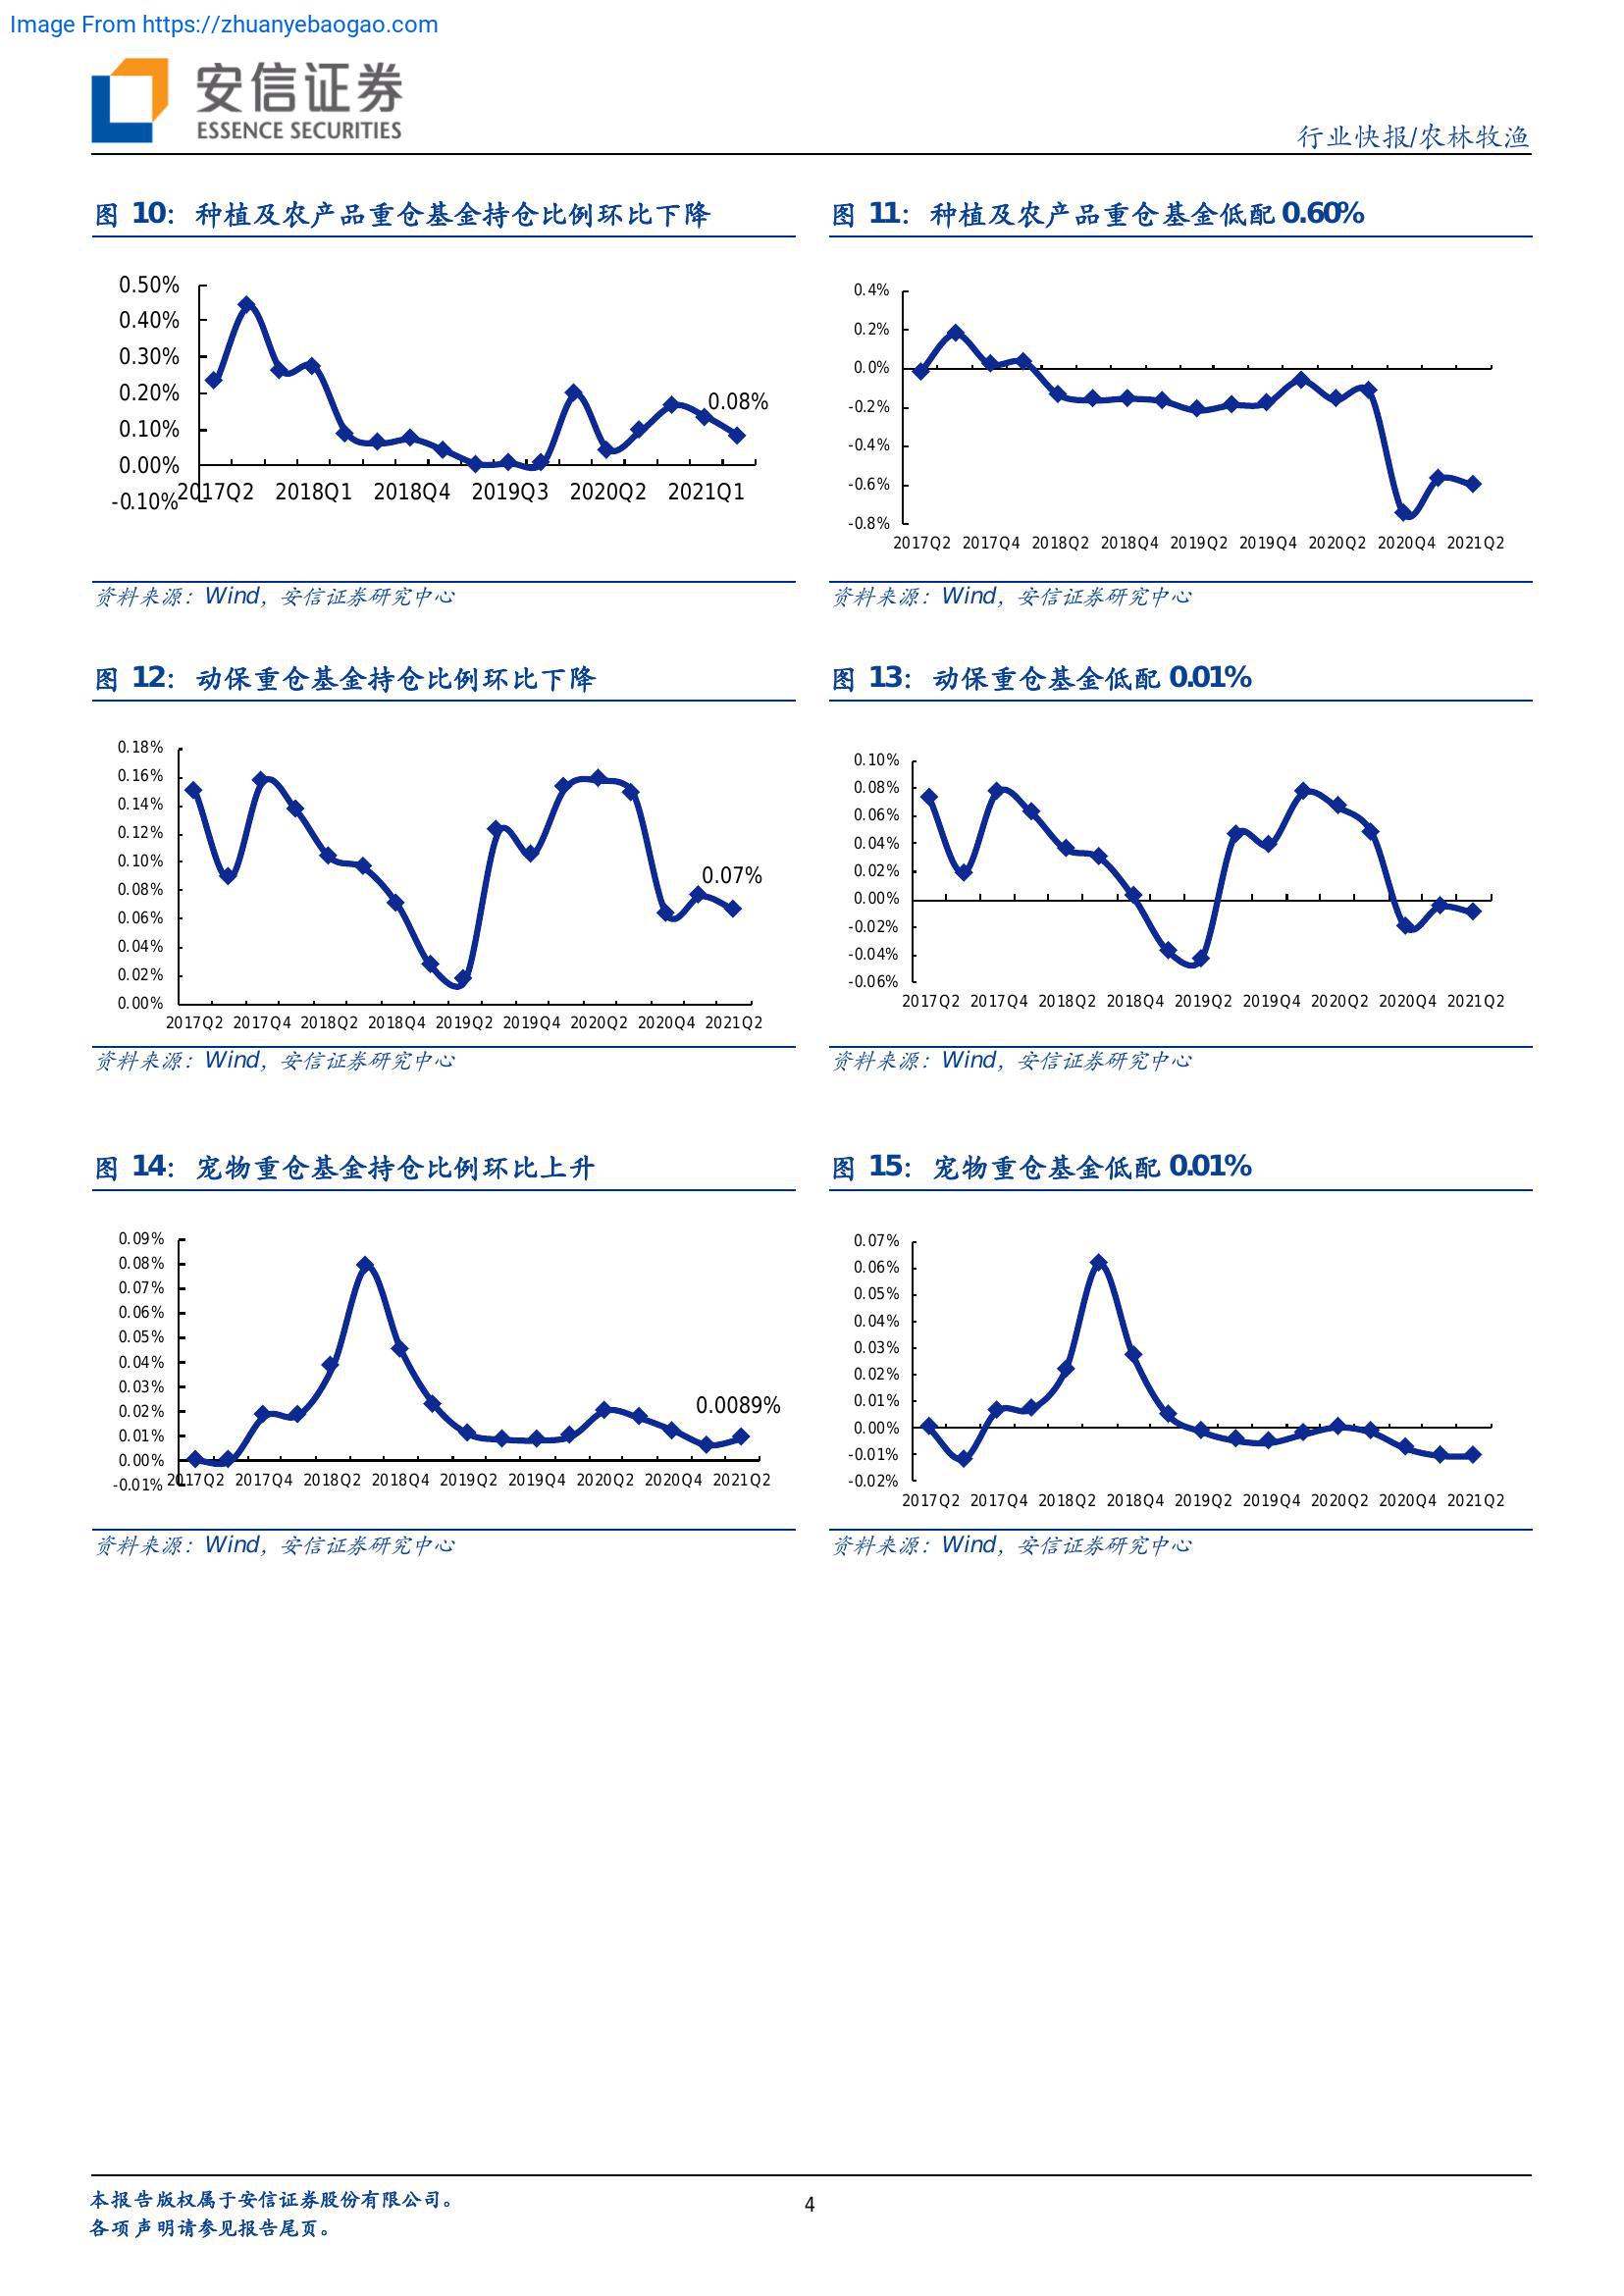 Image From https://zhuanyebaogao.com
安信证券
ESSENCE SECURITIES
行业快报/农林牧渔
图 10：种植及农产品重仓基金持仓比例环比下降
0.50%
0.40%
0.30%
0.20%
0.10%
0.00%
-0.10%
0.08%
2017Q2 2018Q1 2018Q4 2019Q3 2020Q2 2021Q1
资料来源：Wind，安信证券研究中心
图 11：种植及农产品重仓基金低配 0.60%
0.4%
0.2%
0.0%
-0.2%
-0.4%
-0.6%
-0.8%
2017Q2 2017Q4 2018Q2 2018Q4 2019Q2 2019Q4 2020Q2 2020Q4 2021Q2
资料来源：Wind，安信证券研究中心
图 12：动保重仓基金持仓比例环比下降
0.18%
0.16%
0.14%
0.12%
0.10%
0.08%
0.06%
0.04%
0.02%
0.00%
0.07%
2017Q2 2017Q4 2018Q2 2018Q4 2019Q2 2019Q4 2020Q2 2020Q4 2021Q2
资料来源：Wind，安信证券研究中心
图 13：动保重仓基金低配 0.01%
0.10%
0.08%
0.06%
0.04%
0.02%
0.00%
-0.02%
-0.04%
-0.06%
2017Q2 2017Q4 2018Q2 2018Q4 2019Q2 2019Q4 2020Q2 2020Q4 2021Q2
资料来源：Wind，安信证券研究中心
图 14：宠物重仓基金持仓比例环比上升
0.09%
0.08%
0.07%
0.06%
0.05%
0.04%
0.03%
0.02%
0.01%
0.00%
-0.01%
0.0089%
2017Q2 2017Q4 2018Q2 2018Q4 2019Q2 2019Q4 2020Q2 2020Q4 2021Q2
资料来源：Wind，安信证券研究中心
图 15：宠物重仓基金低配 0.01%
0.07%
0.06%
0.05%
0.04%
0.03%
0.02%
0.01%
0.00%
-0.01%
-0.02%
2017Q2 2017Q4 2018Q2 2018Q4 2019Q2 2019Q4 2020Q2 2020Q4 2021Q2
资料来源：Wind，安信证券研究中心
本报告版权属于安信证券股份有限公司。
各项声明请参见报告尾页。
4